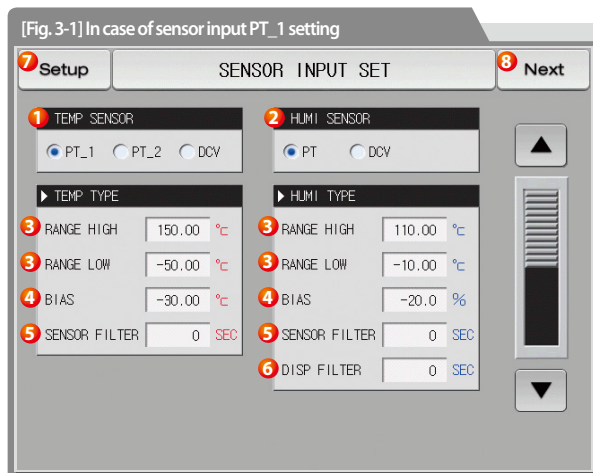 [Fig. 3-1] In case of sensor input PT_1 setting
7 Setup SENSOR INPUT SET 8 Next
1 TEMP SENSOR
PT_1 PT_2 DCV
TEMP TYPE
3 RANGE HIGH 150.00 °C
3 RANGE LOW -50.00 °C
4 BIAS -30.00 °C
5 SENSOR FILTER 0 SEC
2 HUMI SENSOR
PT DCV
HUMI TYPE
3 RANGE HIGH 110.00 °C
3 RANGE LOW -10.00 °C
4 BIAS -20.0 %
5 SENSOR FILTER 0 SEC
6 DISP FILTER 0 SEC